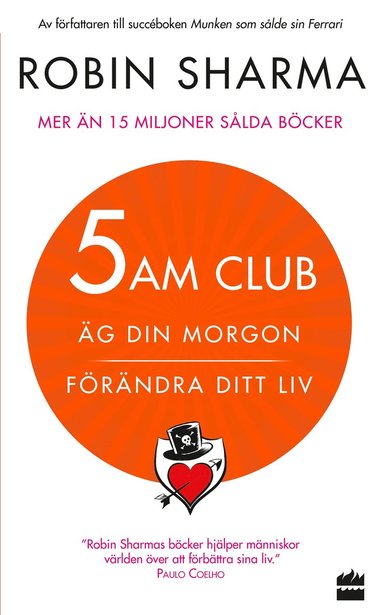 Av författaren till succéboken Munken som sålde sin Ferrari
ROBIN SHARMA
MER ÄN 15 MILJONER SÅLDA BÖCKER
5 AM CLUB
ÄG DIN MORGON
FÖRÄNDRA DITT LIV
”Robin Sharmas böcker hjälper människor
världen över att förbättra sina liv.”
PAULO COELHO